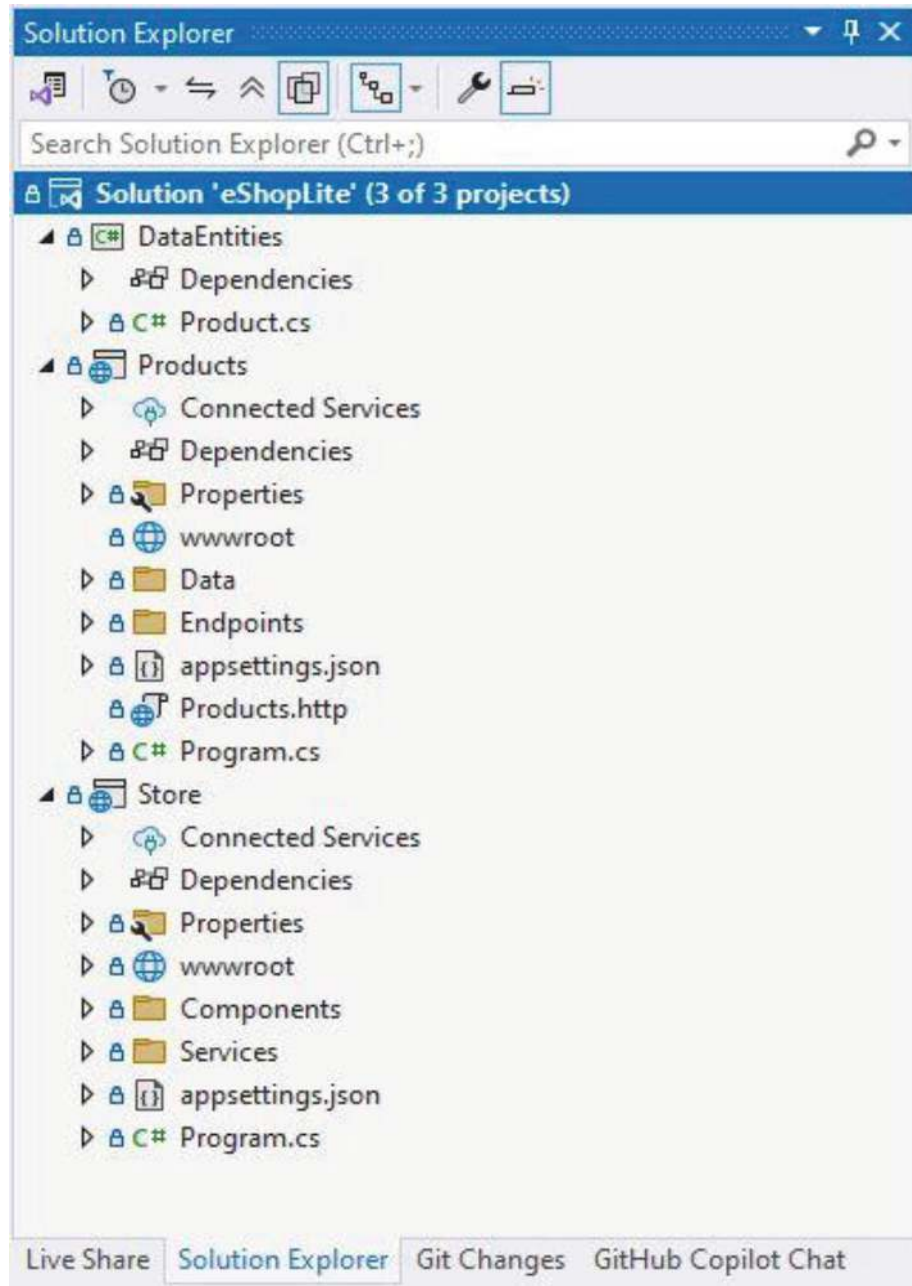 Solution Explorer
Search Solution Explorer (Ctrl+;)
Solution 'eShopLite' (3 of 3 projects)
C# DataEntities
Dependencies
C# Product.cs
Products
Connected Services
Dependencies
Properties
wwwroot
Data
Endpoints
appsettings.json
Products.http
C# Program.cs
Store
Connected Services
Dependencies
Properties
wwwroot
Components
Services
appsettings.json
C# Program.cs
Live Share Solution Explorer Git Changes GitHub Copilot Chat